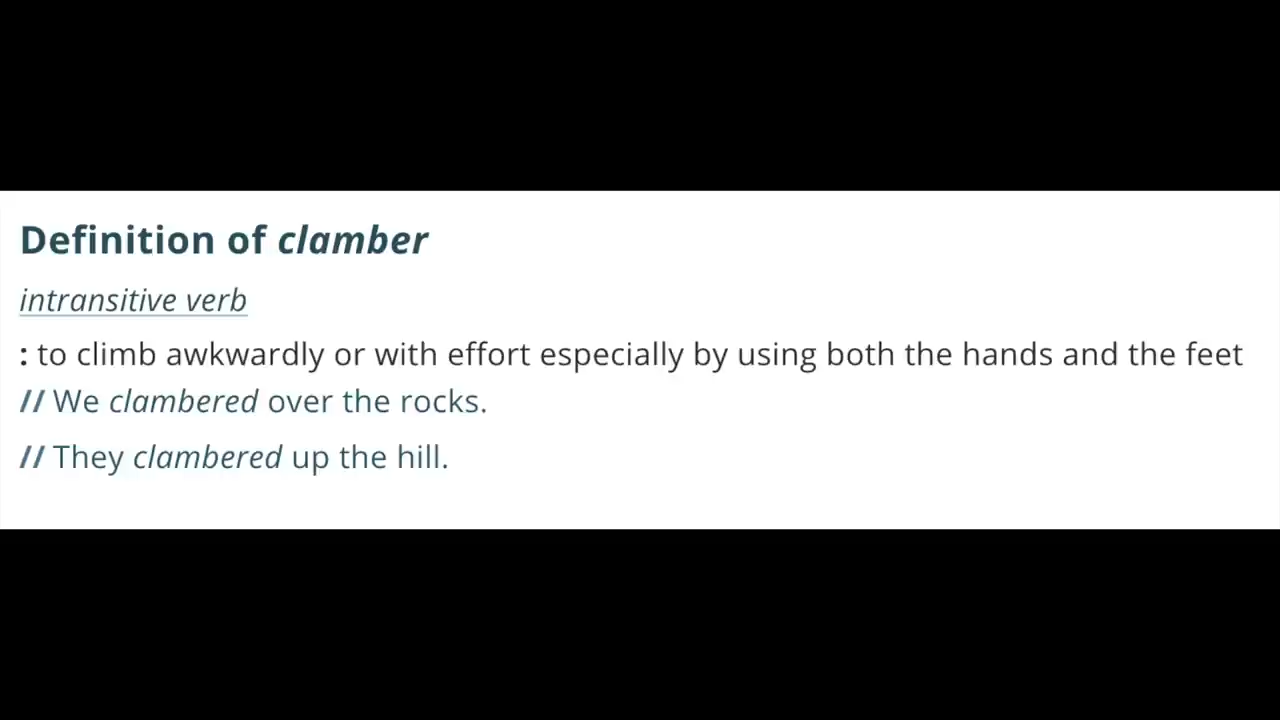 Definition of clamber
intransitive verb
: to climb awkwardly or with effort especially by using both the hands and the feet
// We clambered over the rocks.
// They clambered up the hill.